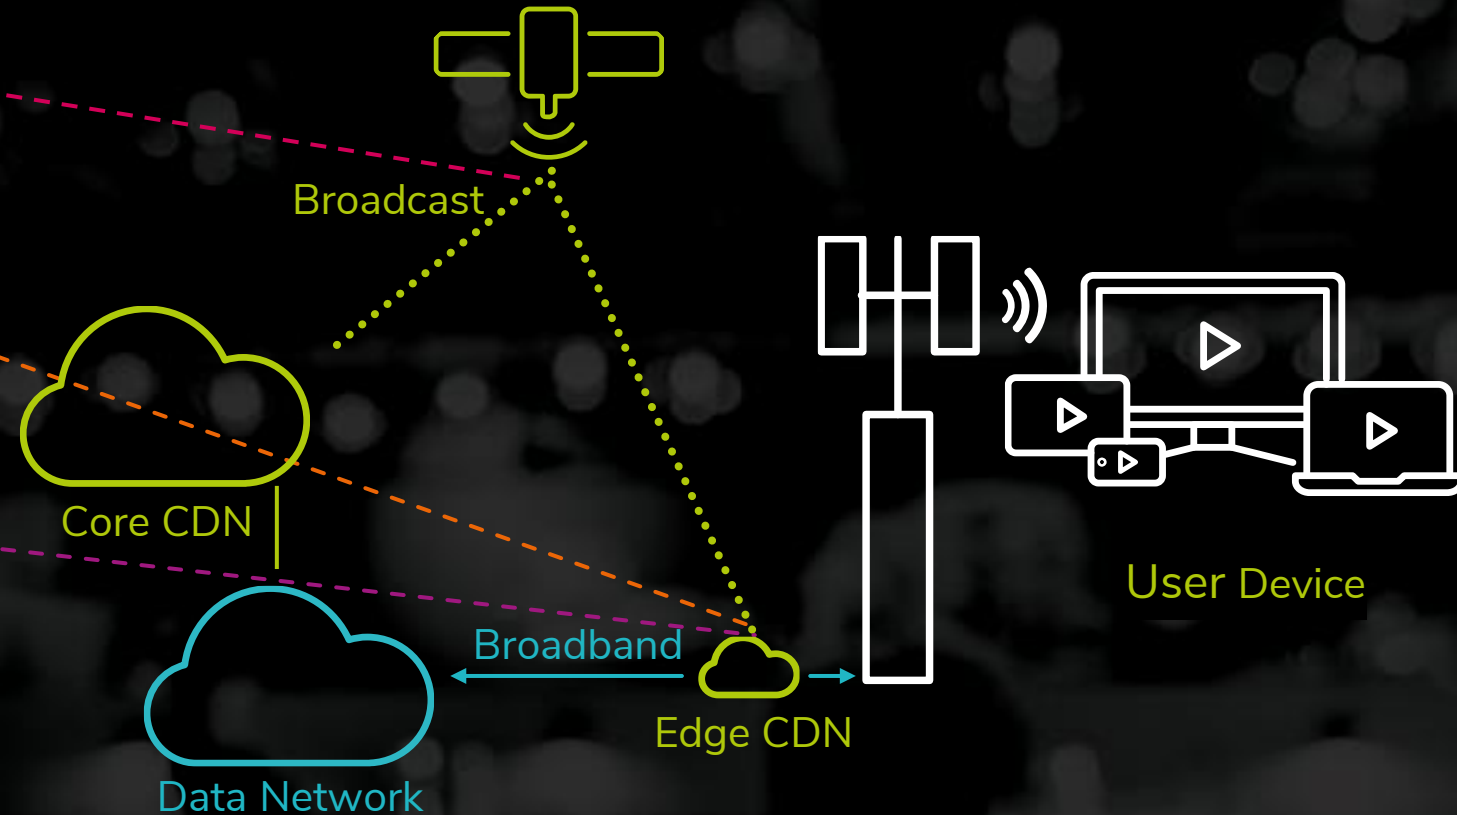 Broadcast
Core CDN
User Device
Broadband
Edge CDN
Data Network